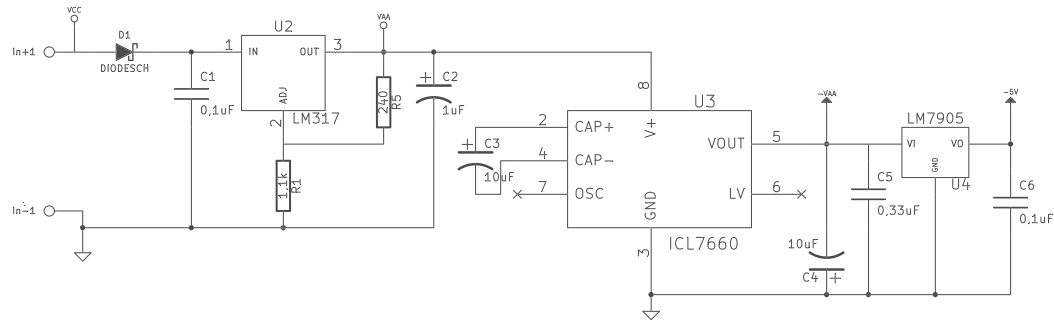 VCC
In+1
D1
DIODESCH
C1
0,1uF
U2
1
IN
OUT
3
ADJ
2
LM317
VAA
240
R5
C2
1uF
1.1k
R1
In-1
C3
10uF
U3
8
V+
2
CAP+
4
CAP-
7
OSC
VOUT
5
LV
6
GND
3
ICL7660
-VAA
10uF
C4
C5
0,33uF
LM7905
VI
VO
GND
U4
-5V
C6
0,1uF